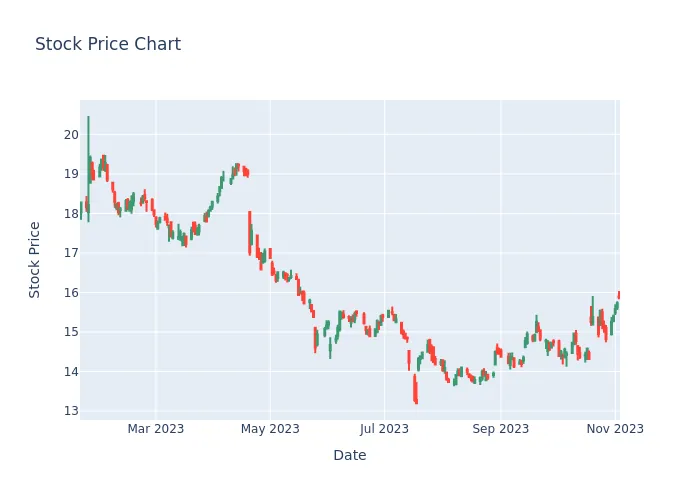 Stock Price Chart
Stock Price
20
19
18
17
16
15
14
13
Mar 2023
May 2023
Jul 2023
Sep 2023
Nov 2023
Date